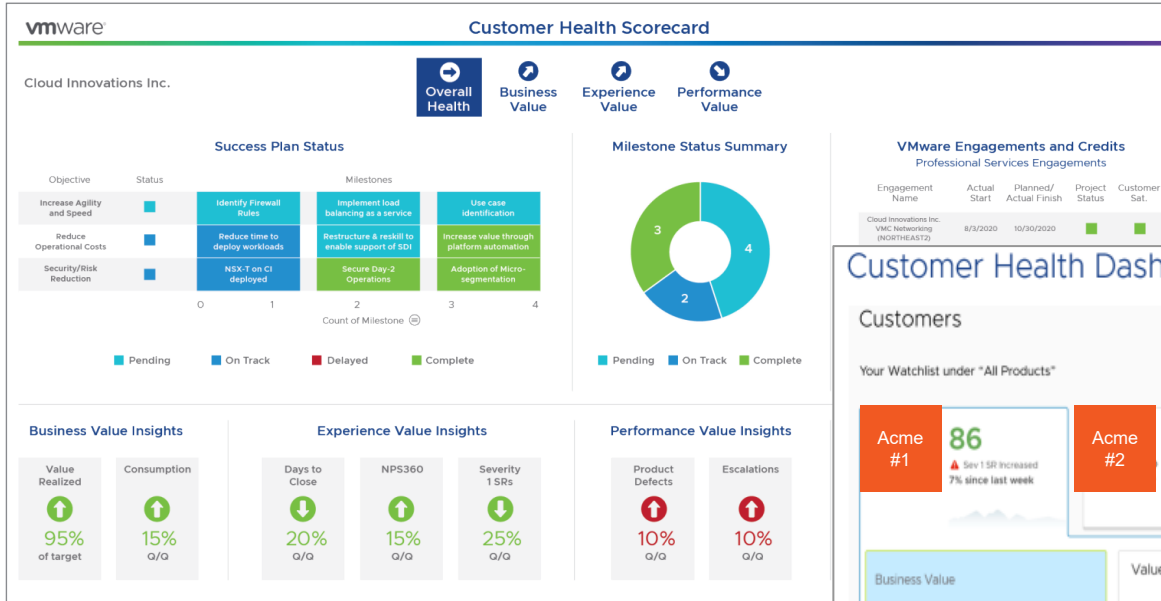 vmware
Customer Health Scorecard
Cloud Innovations Inc.
Overall
Health
Business
Value
Experience
Value
Performance
Value
Success Plan Status
Objective Status Milestones
Increase Agility
and Speed
Identify Firewall
Rules
Implement load
balancing as a service
Use case
identification
Reduce
Operational Costs
Reduce time to
deploy workloads
Restructure & reskill to
enable support of SDI
Increase value through
platform automation
Security/Risk
Reduction
NSX-T on CI
deployed
Secure Day-2
Operations
Adoption of Micro-
segmentation
0 1 2 3 4
Count of Milestone
Pending On Track Delayed Complete
Milestone Status Summary
3
4
2
Pending On Track Complete
VMware Engagements and Credits
Professional Services Engagements
Engagement
Name
Actual
Start
Planned/
Actual Finish
Project
Status
Customer
Sat.
Cloud Innovations Inc.
VMC Networking
(NORTHEAST2)
8/3/2020 10/30/2020
Customer Health Dash
Customers
Your Watchlist under "All Products"
Acme
#1
86
Sev 1 SR Increased
7% since last week
Acme
#2
Business Value
Value
Business Value Insights
Value
Realized
95%
of target
Consumption
15%
Q/Q
Experience Value Insights
Days to
Close
20%
Q/Q
NPS360
15%
Q/Q
Severity
1 SRs
25%
Q/Q
Performance Value Insights
Product
Defects
10%
Q/Q
Escalations
10%
Q/Q